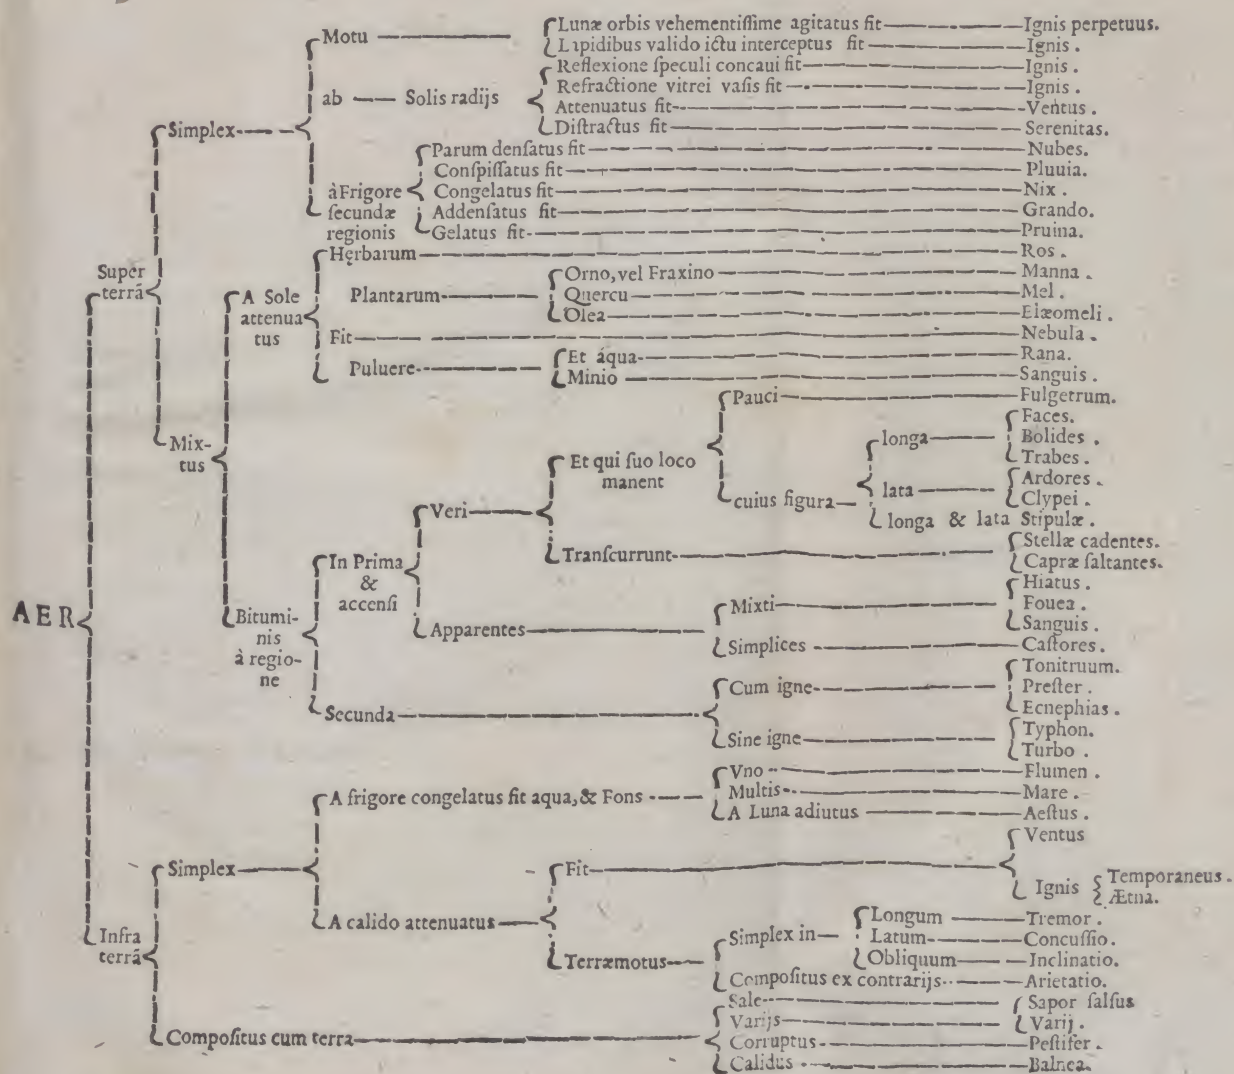 Motu Lunæ orbis vehementiſſime agitatus fit Ignis perpetuus.
Lapidibus valido ictu interceptus fit Ignis .
Reflexione ſpeculi concaui fit Ignis .
ab Solis radijs Refractione vitrei vaſis fit Ignis .
Attenuatus fit Ventus .
Simplex Diſtractus fit Serenitas.
Parum denſatus fit Nubes.
Conſpiſſatus fit Pluuia.
à Frigore Congelatus fit Nix .
ſecundæ Addenſatus fit Grando.
regionis Gelatus fit Pruina.
Herbarum Ros .
Super Orno, vel Fraxino Manna .
terrā A Sole Plantarum Quercu Mel .
attenua Olea Elæomeli .
tus Fit Nebula .
Puluere Et aqua Rana.
Minio Sanguis .
Pauci Fulgetrum.
Faces.
Mix- longa Bolides .
tus Et qui ſuo loco Trabes .
manent lata Ardores .
cuius figura Clypei .
Veri longa & lata Stipulæ .
Stellæ cadentes.
In Prima Tranſcurrunt Capræ ſaltantes.
& Hiatus .
accenſi Mixti Fouea .
AER Bitumi- Sanguis .
nis Apparentes Simplices Caſtores .
à regio- Tonitruum.
ne Cum igne Preſter .
Secunda Ecnephias .
Sine igne Typhon.
Turbo .
Vno Flumen .
A frigore congelatus fit aqua, & Fons Multis Mare .
A Luna adiutus Aeſtus .
Ventus
Simplex Fit Ignis Temporaneus .
Ætna.
A calido attenuatus Longum Tremor .
Infra Simplex in Latum Concuſſio.
terrā Terræmotus Obliquum Inclinatio.
Compoſitus ex contrarijs Arietatio.
Sale Sapor ſalſus
Varijs Varij .
Compoſitus cum terra Corruptus Peſtifer .
Calidus Balnea.